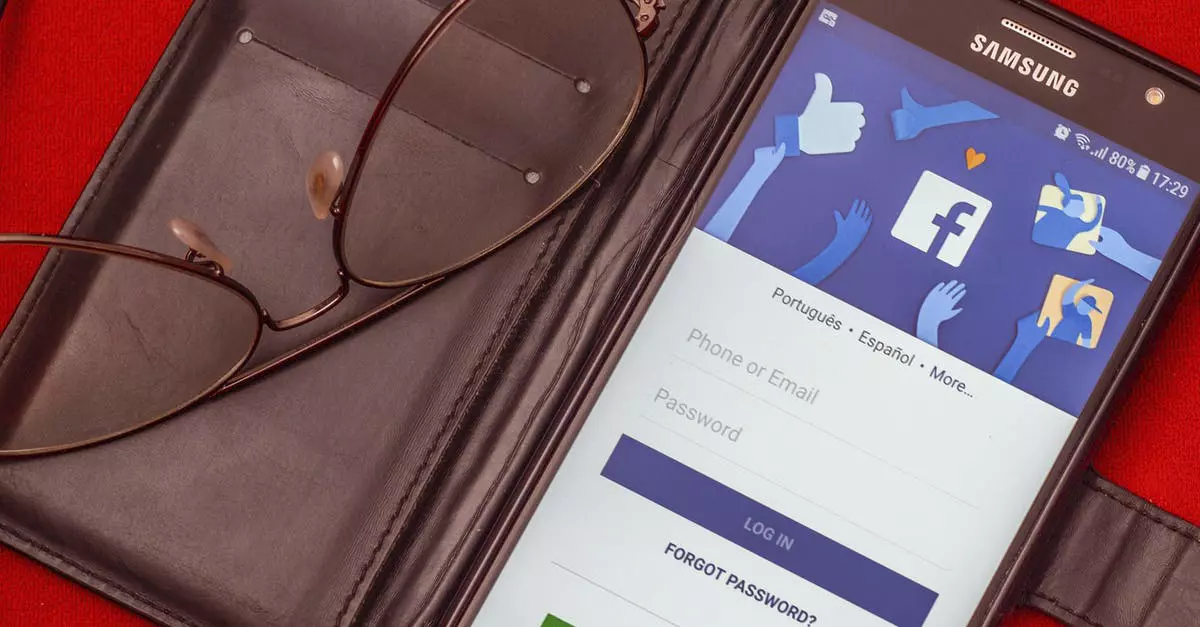 SAMSUNG
80% 17:29
f
Português • Español • More...
Phone or Email
Password
LOG IN
FORGOT PASSWORD?